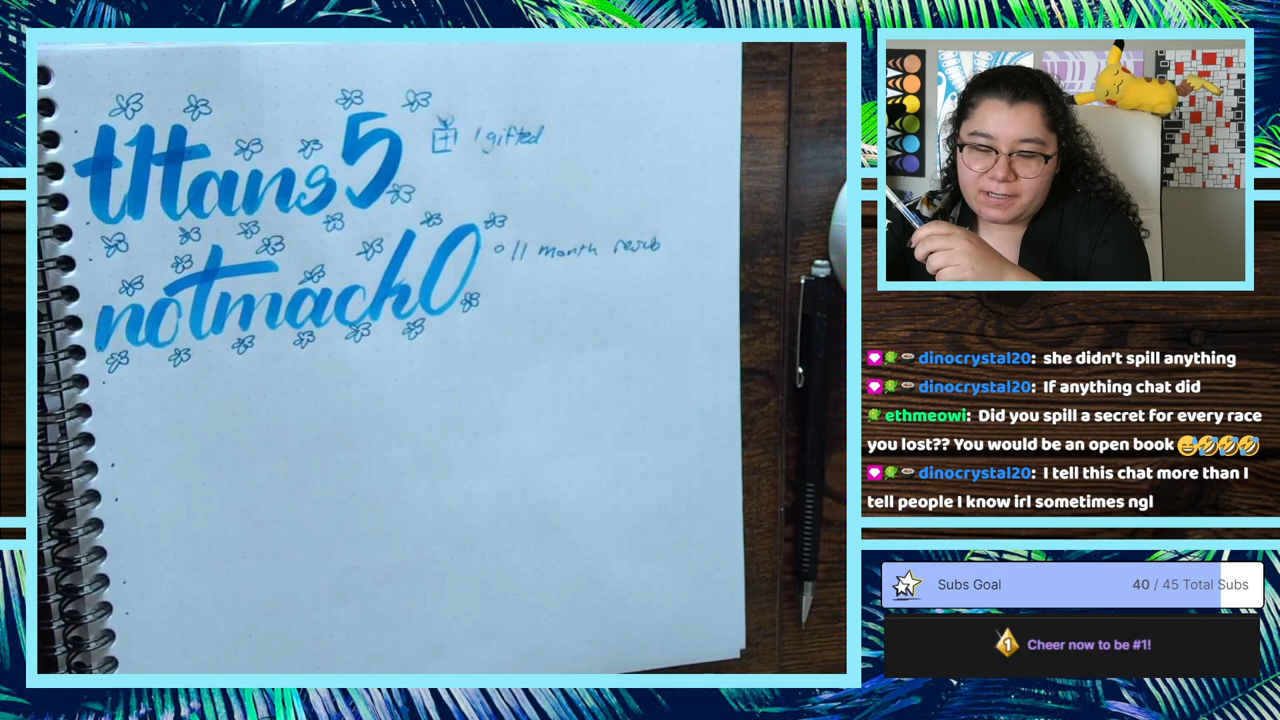 t1tans5
1 gifted
notmach0
11 month resub
dinocrystal20: she didn't spill anything
dinocrystal20: If anything chat did
ethmeowi: Did you spill a secret for every race
you lost?? You would be an open book 😅🤣🤣🤣
dinocrystal20: I tell this chat more than I
tell people I know irl sometimes ngl
Subs Goal
40 / 45 Total Subs
1 Cheer now to be #1!